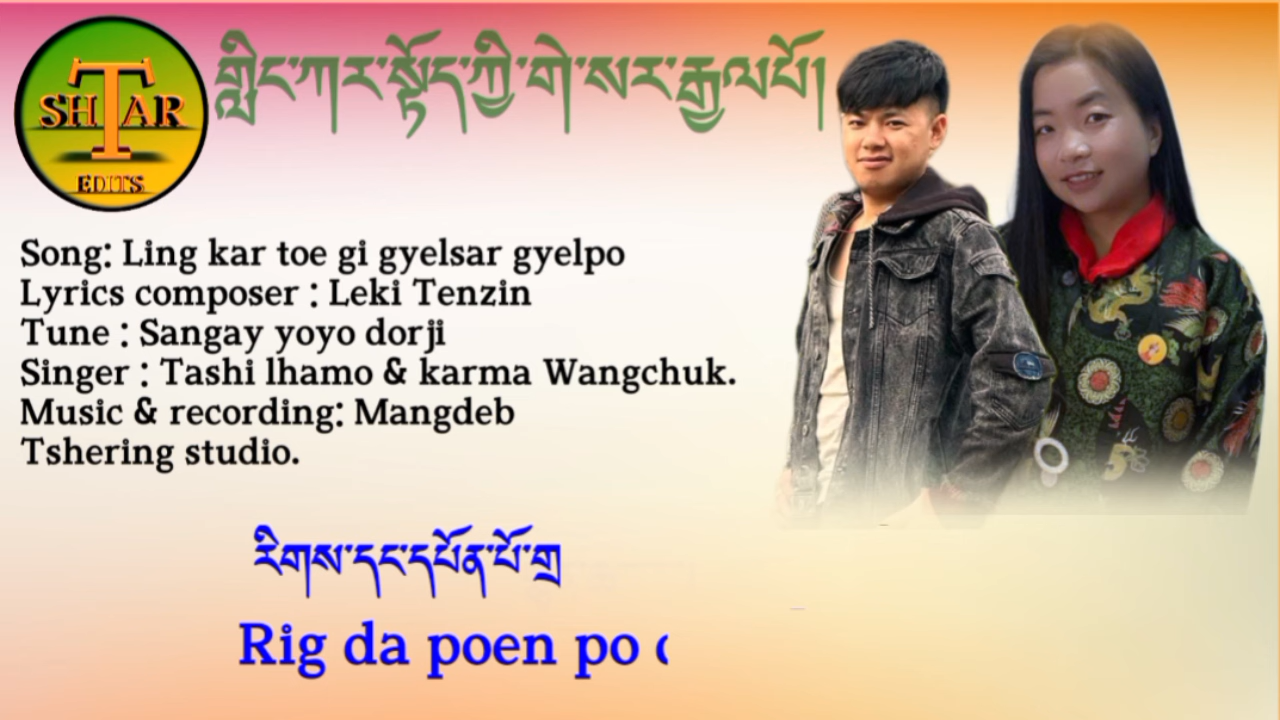 SHTAR
EDITS
གླིང་ཀར་སྟོད་ཀྱི་གེ་སར་རྒྱལཔོ།
Song: Ling kar toe gi gyelsar gyelpo
Lyrics composer : Leki Tenzin
Tune : Sangay yoyo dorji
Singer : Tashi lhamo & karma Wangchuk.
Music & recording: Mangdeb
Tshering studio.
རིགས་དང་དཔོན་པོ་གྲ
Rig da poen po